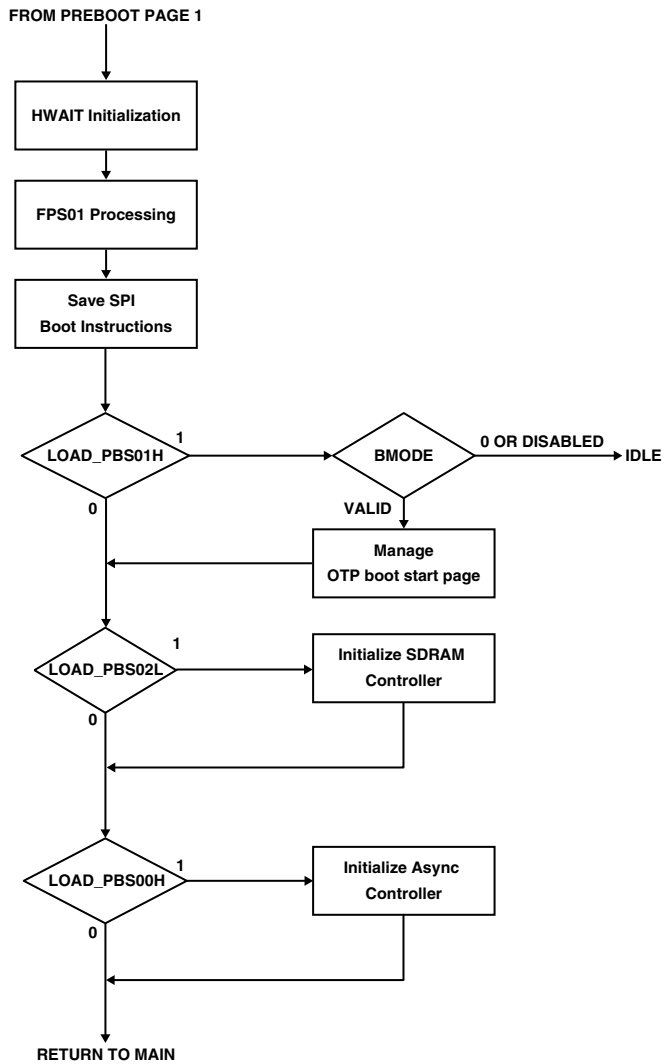 FROM PREBOOT PAGE 1
HWAIT Initialization
FPS01 Processing
Save SPI
Boot Instructions
LOAD_PBS01H
1
0
BMODE
0 OR DISABLED
IDLE
VALID
Manage
OTP boot start page
LOAD_PBS02L
1
0
Initialize SDRAM
Controller
LOAD_PBS00H
1
0
Initialize Async
Controller
RETURN TO MAIN